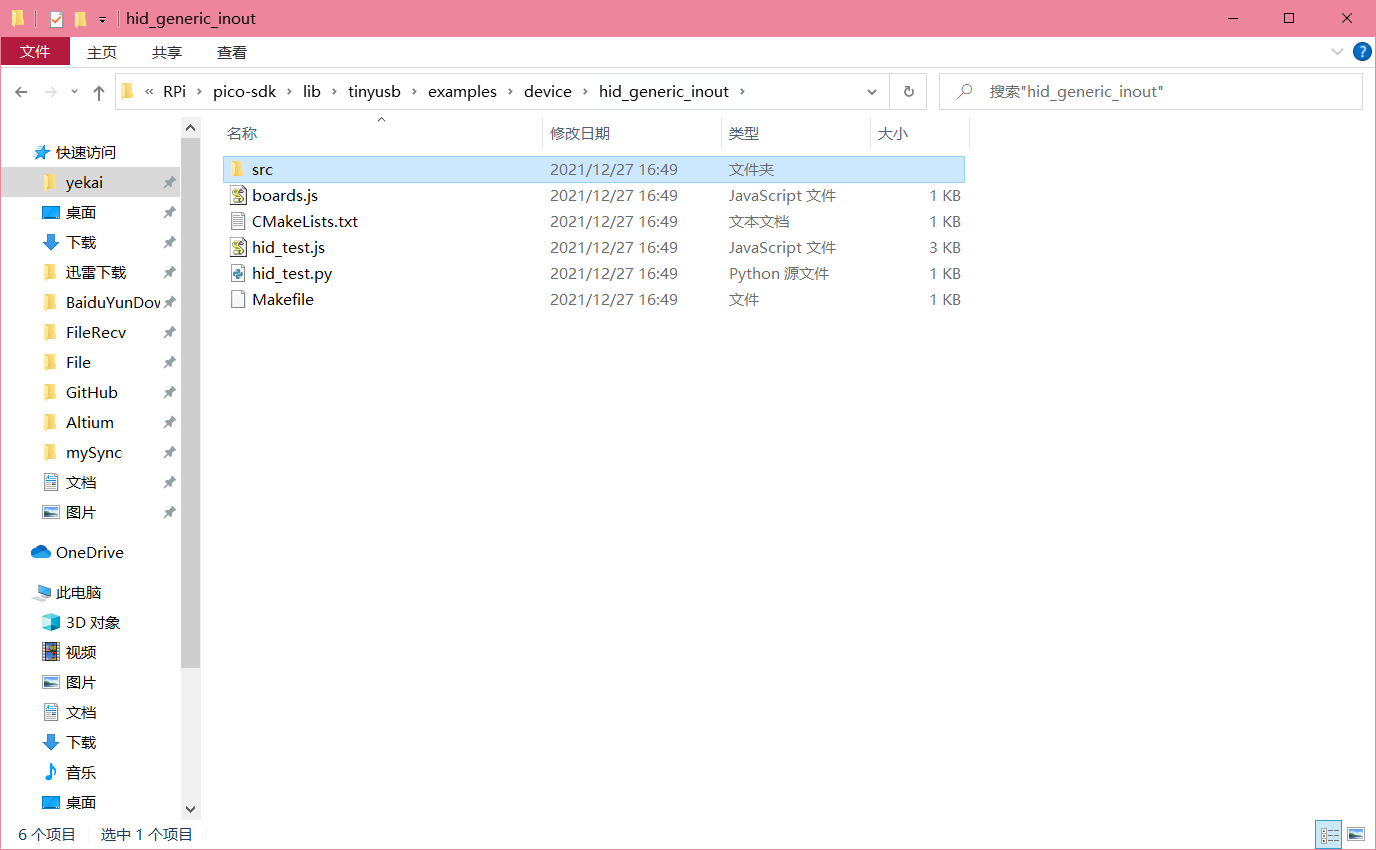 hid_generic_inout
文件 主页 共享 查看
« RPi › pico-sdk › lib › tinyusb › examples › device › hid_generic_inout ›
搜索"hid_generic_inout"
快速访问
yekai
桌面
下载
迅雷下载
BaiduYunDov
FileRecv
File
GitHub
Altium
mySync
文档
图片
OneDrive
此电脑
3D 对象
视频
图片
文档
下载
音乐
桌面
名称 修改日期 类型 大小
src 2021/12/27 16:49 文件夹
boards.js 2021/12/27 16:49 JavaScript 文件 1 KB
CMakeLists.txt 2021/12/27 16:49 文本文档 1 KB
hid_test.js 2021/12/27 16:49 JavaScript 文件 3 KB
hid_test.py 2021/12/27 16:49 Python 源文件 1 KB
Makefile 2021/12/27 16:49 文件 1 KB
6 个项目 选中 1 个项目